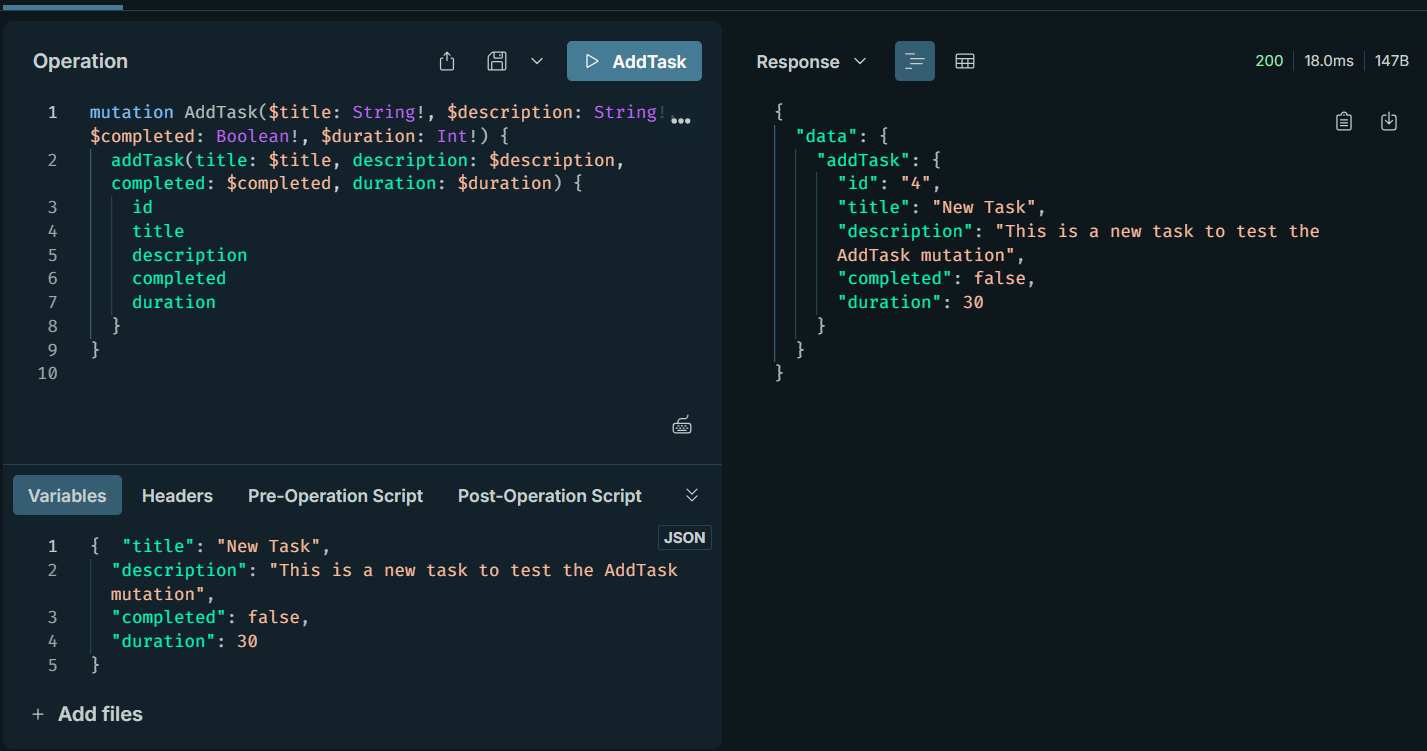 Operation
AddTask
1 mutation AddTask($title: String!, $description: String!,
$completed: Boolean!, $duration: Int!) {
2 addTask(title: $title, description: $description,
completed: $completed, duration: $duration) {
3 id
4 title
5 description
6 completed
7 duration
8 }
9 }
10
Variables Headers Pre-Operation Script Post-Operation Script
JSON
1 { "title": "New Task",
2 "description": "This is a new task to test the AddTask
mutation",
3 "completed": false,
4 "duration": 30
5 }
+ Add files
Response
200 18.0ms 147B
{
"data": {
"addTask": {
"id": "4",
"title": "New Task",
"description": "This is a new task to test the
AddTask mutation",
"completed": false,
"duration": 30
}
}
}